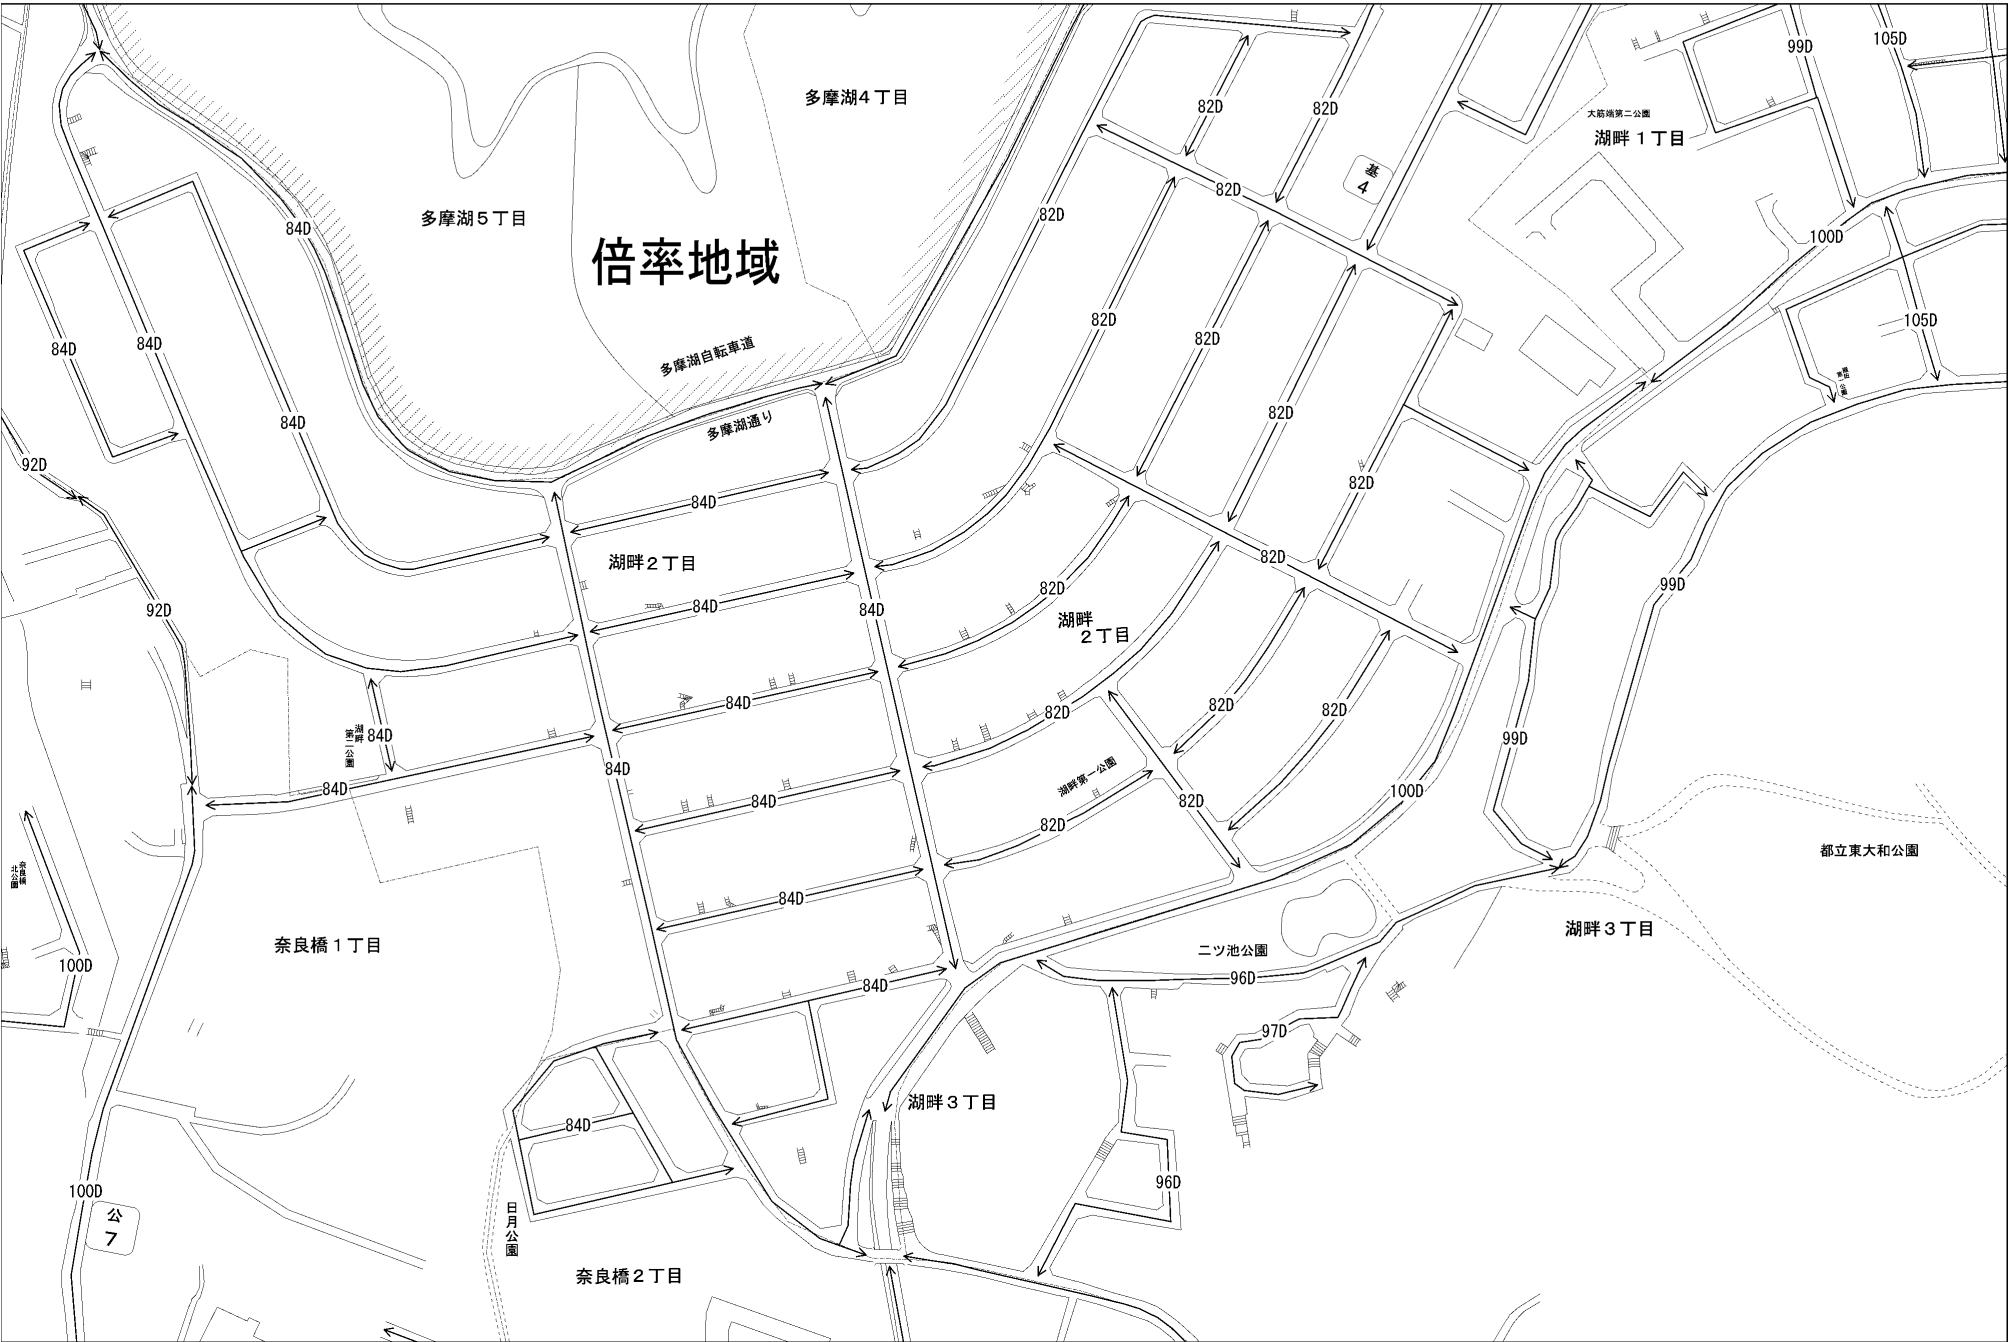 99D
105D
多摩湖4丁目
82D
82D
大筋端第二公園
湖畔1丁目
基
4
82D
多摩湖5丁目
82D
84D
100D
倍率地域
82D
105D
84D
84D
82D
多摩湖自転車道
82D
84D
多摩湖通り
92D
82D
84D
82D
湖畔2丁目
82D
99D
92D
84D
84D
82D
湖畔
2丁目
84D
82D
82D
82D
湖畔
第二公園
84D
99D
84D
84D
湖畔第一公園
100D
84D
82D
82D
奈良橋
北公園
都立東大和公園
84D
奈良橋1丁目
湖畔3丁目
100D
二ツ池公園
84D
96D
97D
湖畔3丁目
84D
96D
100D
公
7
日月公園
奈良橋2丁目